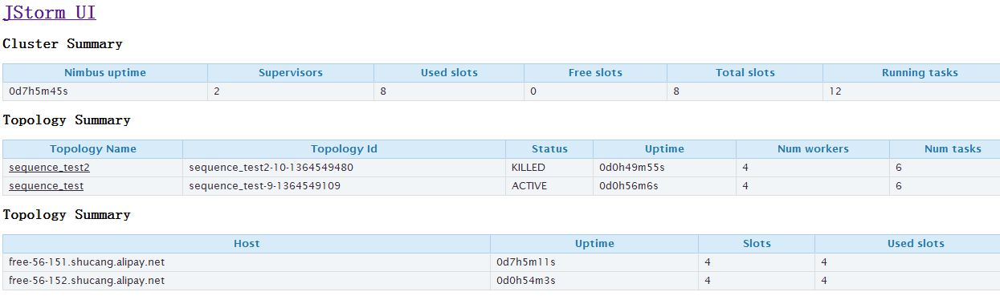 JStorm UI
Cluster Summary
Nimbus uptime Supervisors Used slots Free slots Total slots Running tasks
0d7h5m45s 2 8 0 8 12
Topology Summary
Topology Name Topology Id Status Uptime Num workers Num tasks
sequence_test2 sequence_test2-10-1364549480 KILLED 0d0h49m55s 4 6
sequence_test sequence_test-9-1364549109 ACTIVE 0d0h56m6s 4 6
Topology Summary
Host Uptime Slots Used slots
free-56-151.shucang.alipay.net 0d7h5m11s 4 4
free-56-152.shucang.alipay.net 0d0h54m3s 4 4